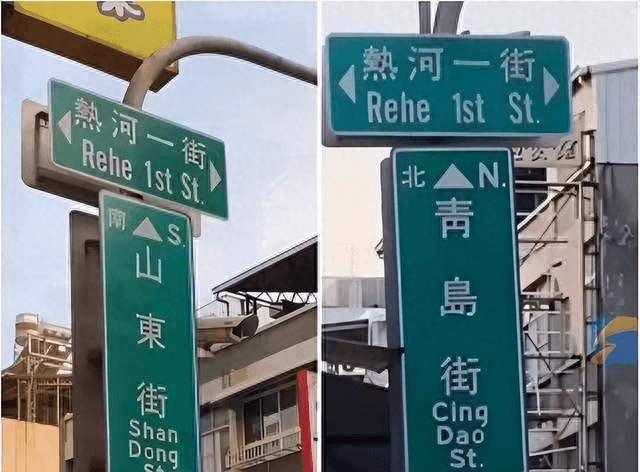 熱河一街
Rehe 1st St.
南 S.
山東街
Shan
Dong
St.
熱河一街
Rehe 1st St.
北 N.
青島街
Cing
Dao
St.